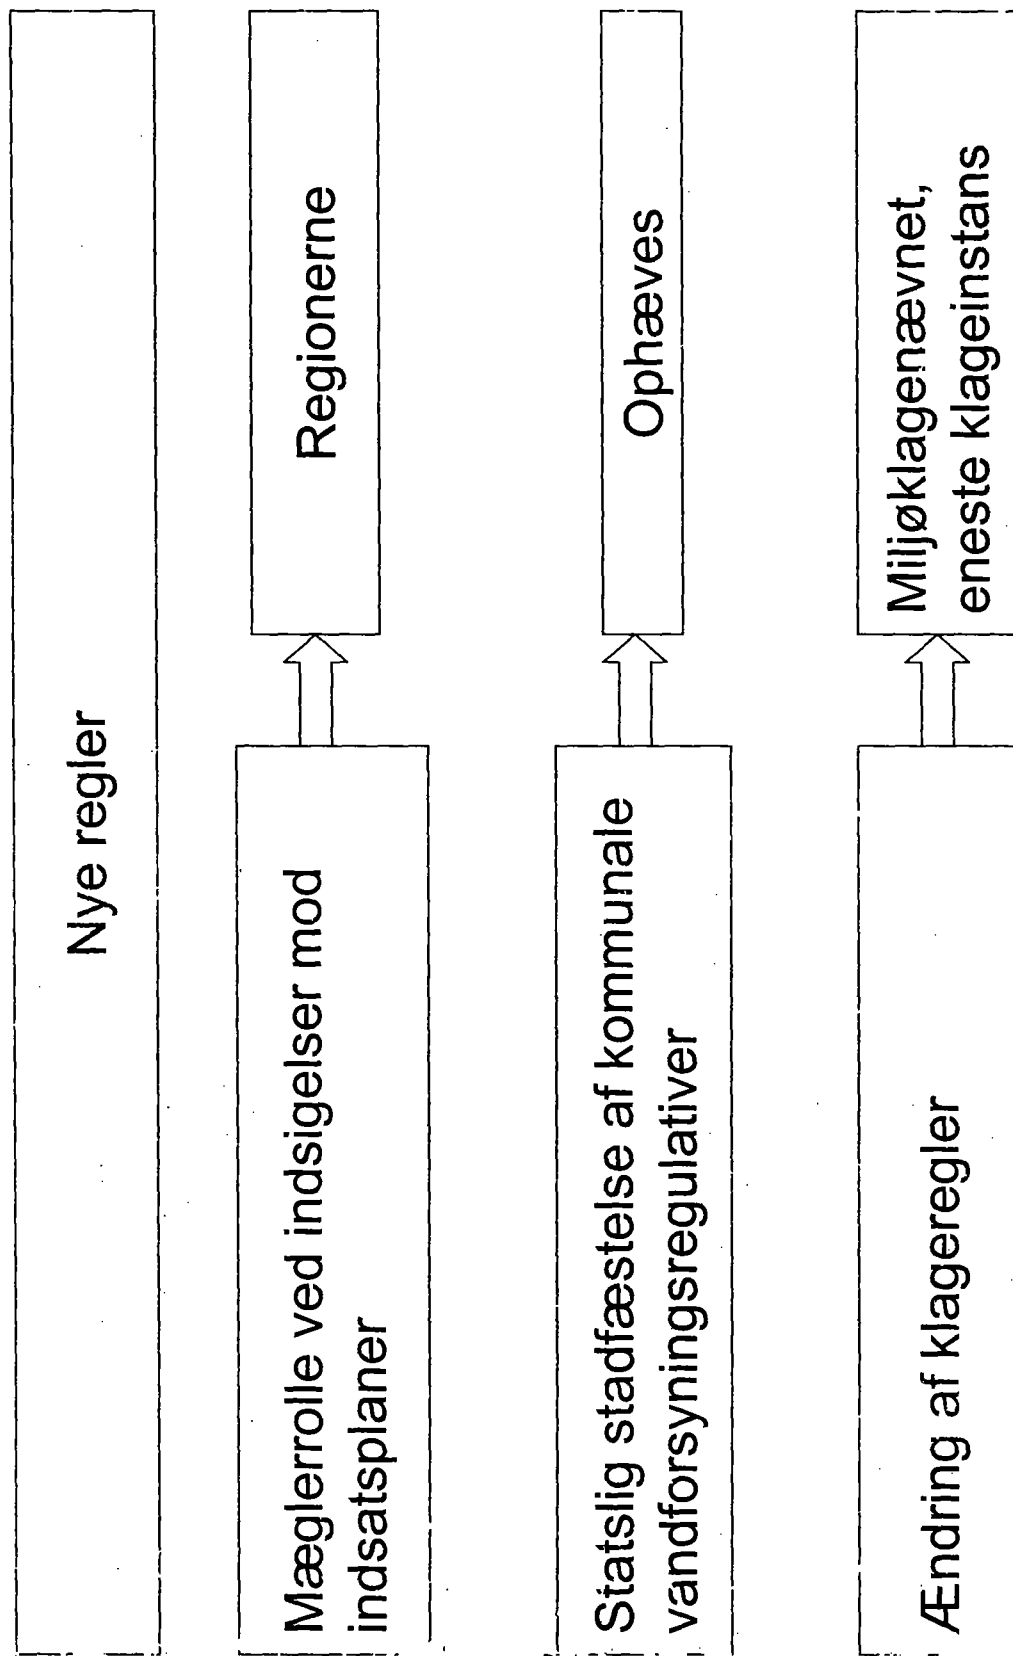 Nye regler
Mæglerrolle ved indsigelser mod
indsatsplaner
Regionerne
Statslig stadfæstelse af kommunale
vandforsyningsregulativer
Ophæves
Ændring af klageregler
Miljøklagenævnet,
eneste klageinstans